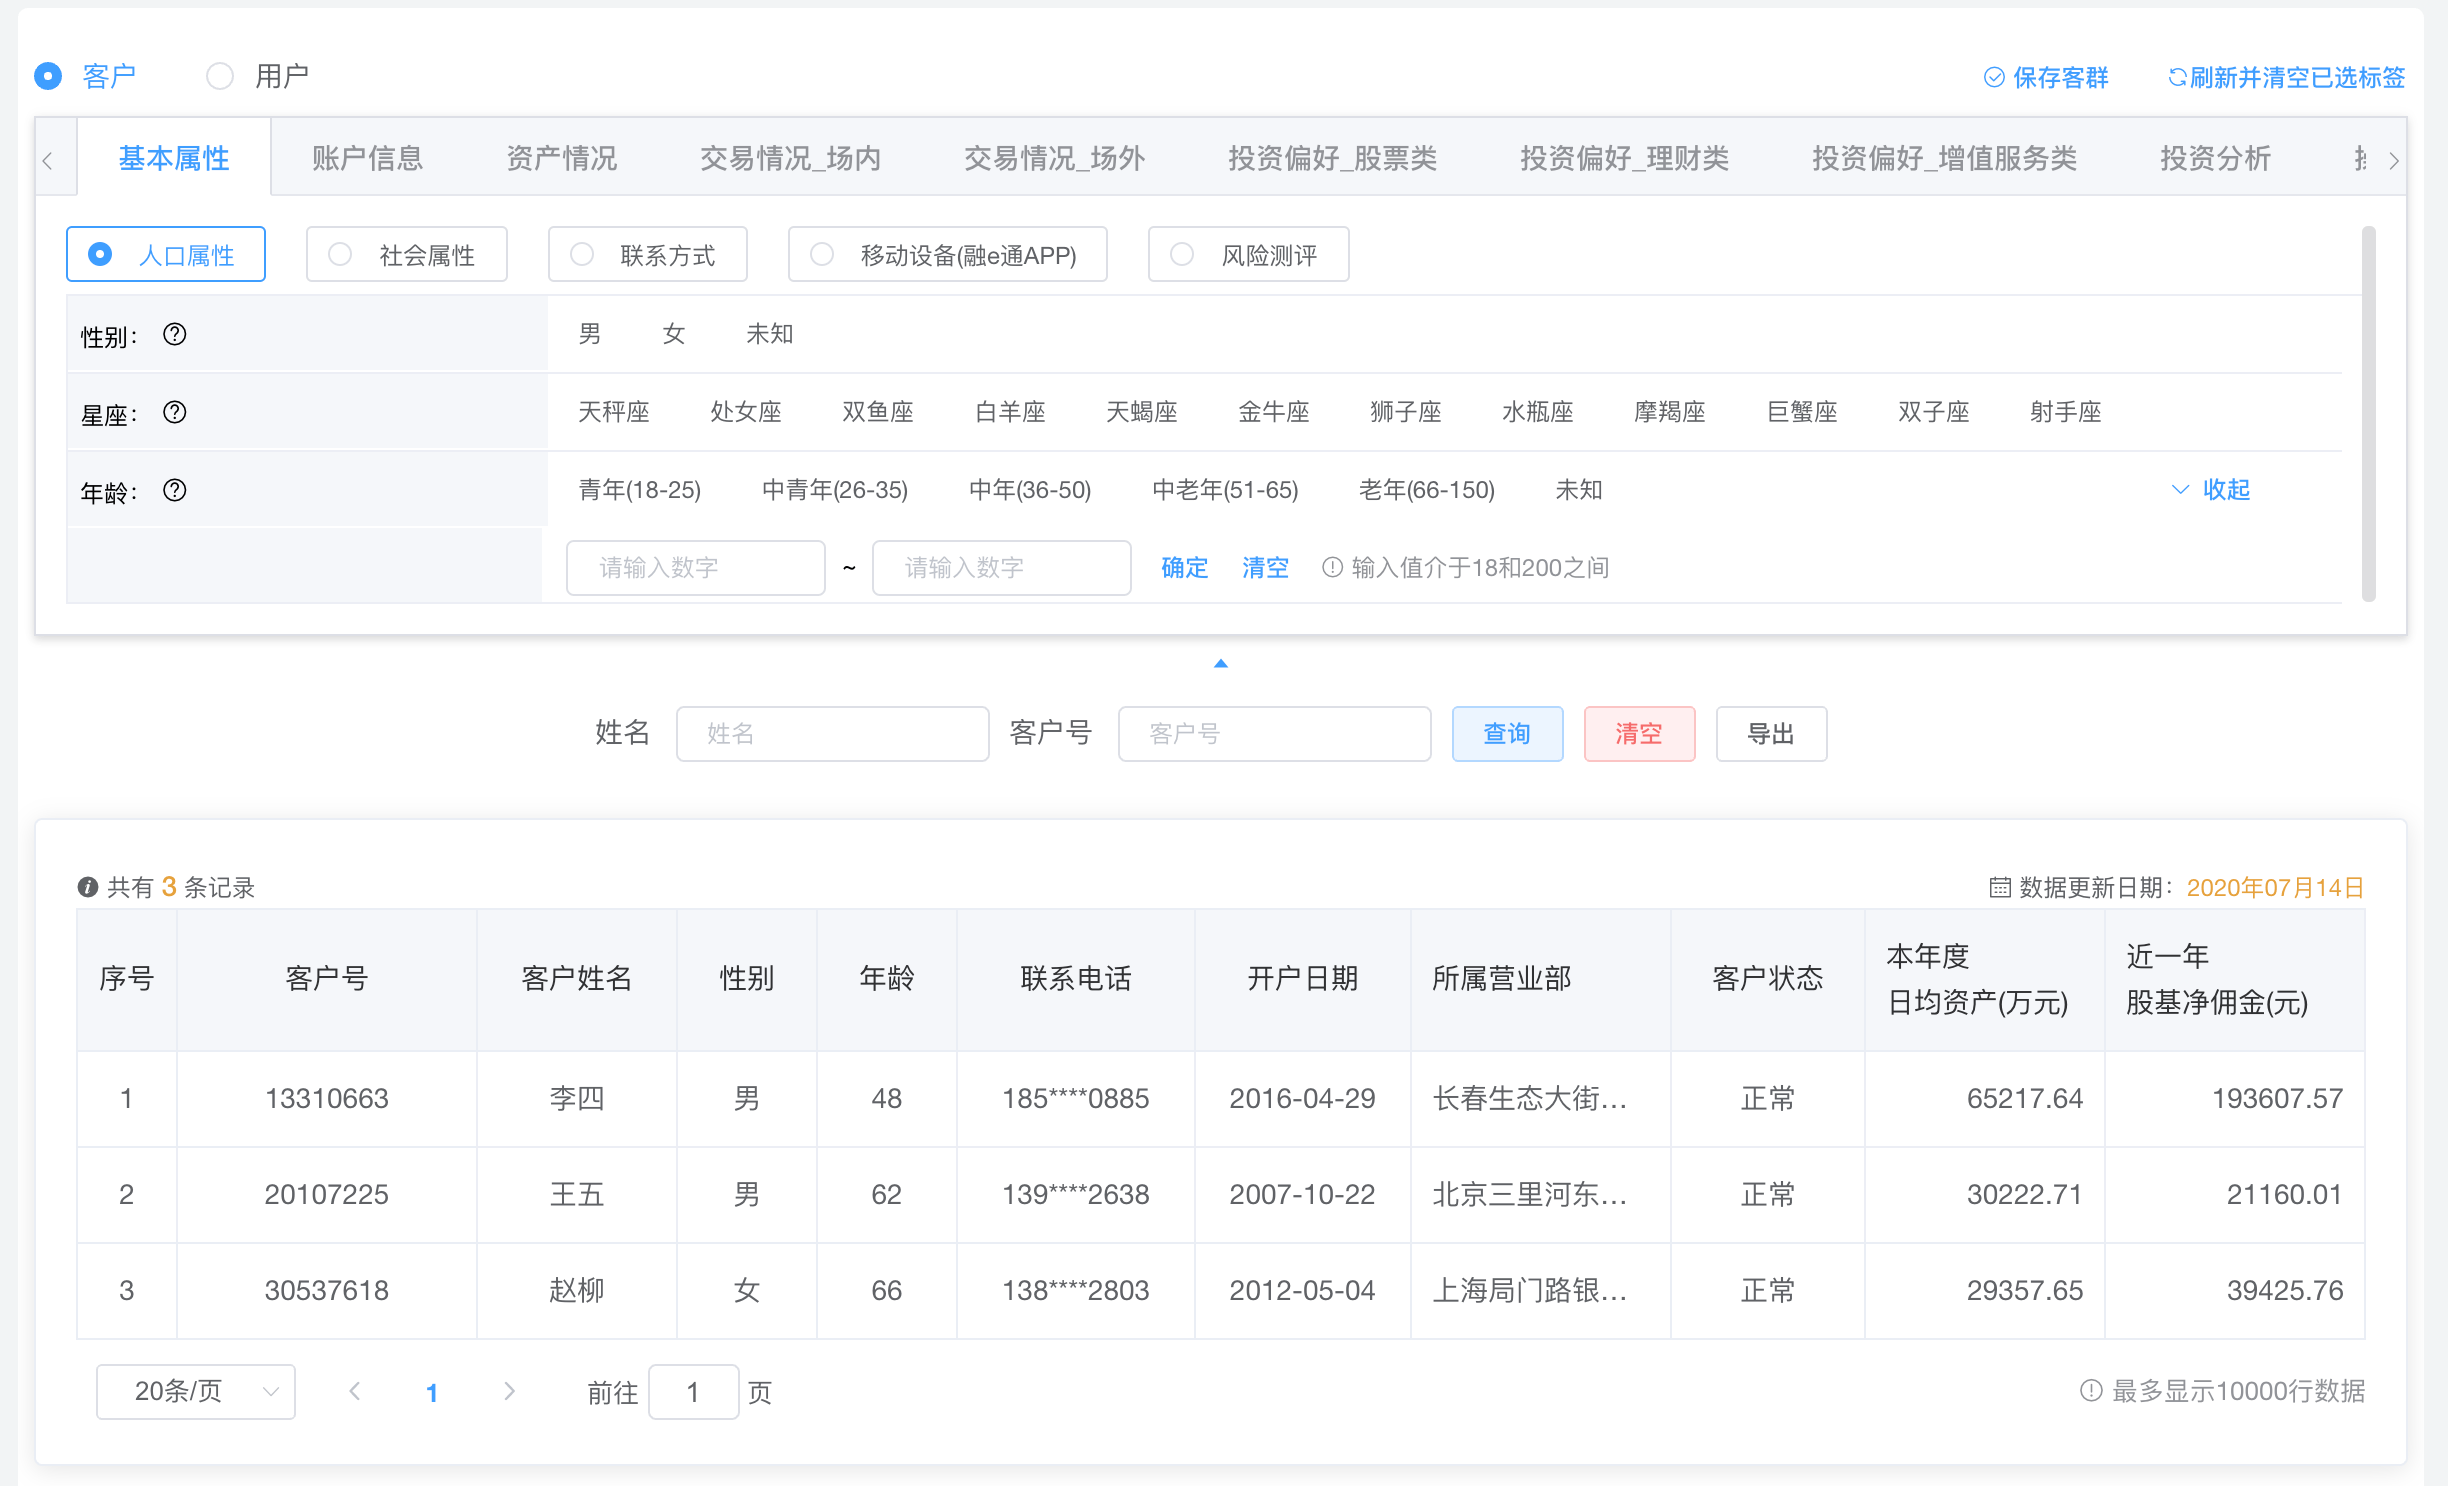 客户 用户 保存客群 刷新并清空已选标签
基本属性 账户信息 资产情况 交易情况_场内 交易情况_场外 投资偏好_股票类 投资偏好_理财类 投资偏好_增值服务类 投资分析
人口属性 社会属性 联系方式 移动设备(融e通APP) 风险测评
性别： 男 女 未知
星座： 天秤座 处女座 双鱼座 白羊座 天蝎座 金牛座 狮子座 水瓶座 摩羯座 巨蟹座 双子座 射手座
年龄： 青年(18-25) 中青年(26-35) 中年(36-50) 中老年(51-65) 老年(66-150) 未知 收起
请输入数字 ~ 请输入数字 确定 清空 输入值介于18和200之间
姓名 姓名 客户号 客户号 查询 清空 导出
共有 3 条记录 数据更新日期： 2020年07月14日
序号 客户号 客户姓名 性别 年龄 联系电话 开户日期 所属营业部 客户状态 本年度 日均资产(万元) 近一年 股基净佣金(元)
1 13310663 李四 男 48 185****0885 2016-04-29 长春生态大街... 正常 65217.64 193607.57
2 20107225 王五 男 62 139****2638 2007-10-22 北京三里河东... 正常 30222.71 21160.01
3 30537618 赵柳 女 66 138****2803 2012-05-04 上海局门路银... 正常 29357.65 39425.76
20条/页 1 前往 1 页 最多显示10000行数据